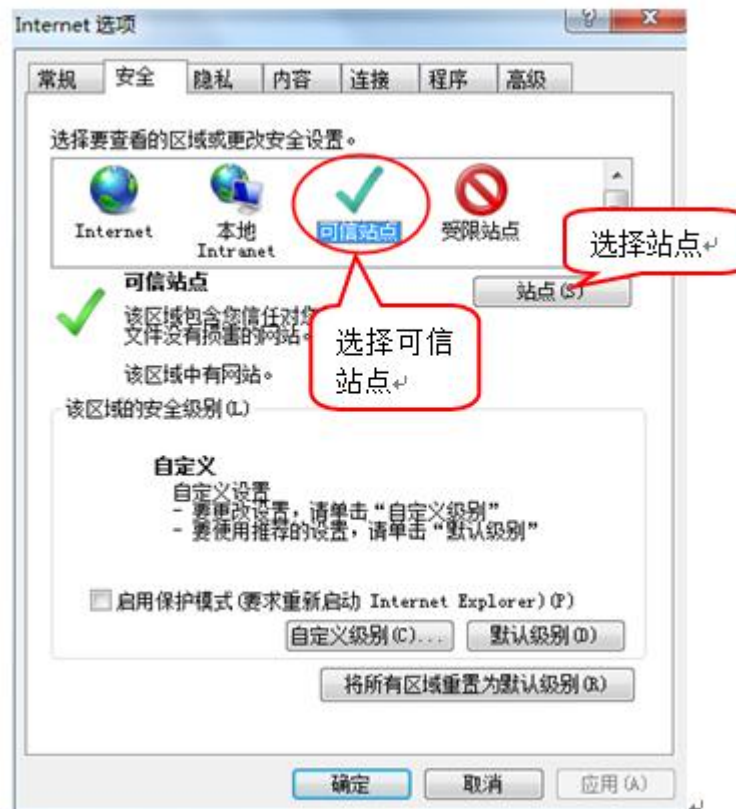 Internet 选项
常规 安全 隐私 内容 连接 程序 高级
选择要查看的区域或更改安全设置。
Internet 本地 Intranet 可信站点 受限站点
选择站点
可信站点
站点(S)
该区域包含您信任对您
文件没有损害的网站。
选择可信
站点
该区域中有网站。
该区域的安全级别(L)
自定义
自定义设置
- 要更改设置，请单击“自定义级别”
- 要使用推荐的设置，请单击“默认级别”
启用保护模式(要求重新启动 Internet Explorer)(P)
自定义级别(C)... 默认级别(D)
将所有区域重置为默认级别(R)
确定 取消 应用(A)